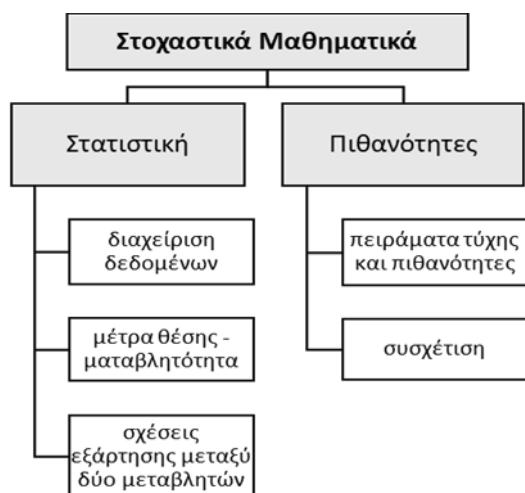 Στοχαστικά Μαθηματικά
Στατιστική
Πιθανότητες
διαχείριση
δεδομένων
μέτρα θέσης -
ματαβλητότητα
σχέσεις
εξάρτησης μεταξύ
δύο μεταβλητών
πειράματα τύχης
και πιθανότητες
συσχέτιση